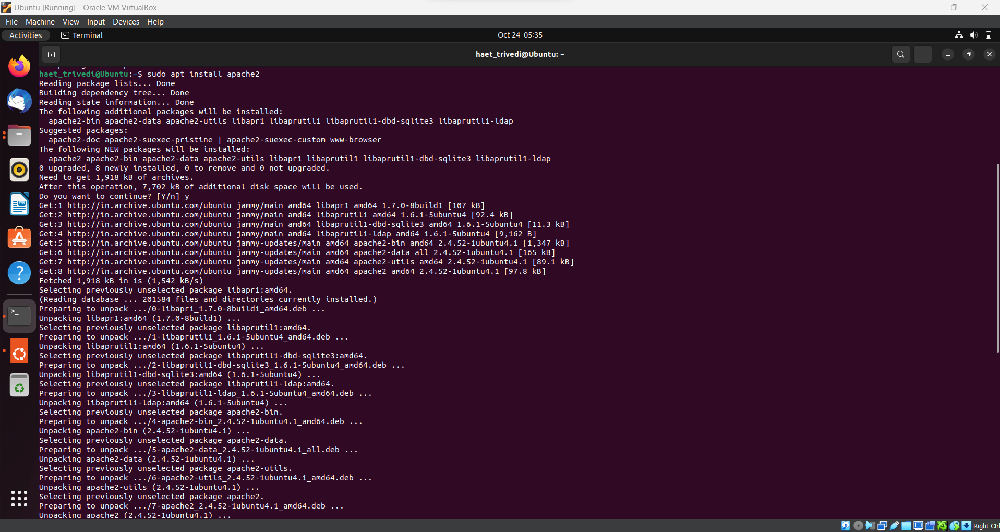 Ubuntu [Running] - Oracle VM VirtualBox
File Machine View Input Devices Help
Activities Terminal Oct 24 05:35
haet_trivedi@Ubuntu: ~
haet_trivedi@Ubuntu:~$ sudo apt install apache2
Reading package lists... Done
Building dependency tree... Done
Reading state information... Done
The following additional packages will be installed:
apache2-bin apache2-data apache2-utils libapr1 libaprutil1 libaprutil1-dbd-sqlite3 libaprutil1-ldap
Suggested packages:
apache2-doc apache2-suexec-pristine | apache2-suexec-custom www-browser
The following NEW packages will be installed:
apache2 apache2-bin apache2-data apache2-utils libapr1 libaprutil1 libaprutil1-dbd-sqlite3 libaprutil1-ldap
0 upgraded, 8 newly installed, 0 to remove and 0 not upgraded.
Need to get 1,918 kB of archives.
After this operation, 7,702 kB of additional disk space will be used.
Do you want to continue? [Y/n] y
Get:1 http://in.archive.ubuntu.com/ubuntu jammy/main amd64 libapr1 amd64 1.7.0-8build1 [107 kB]
Get:2 http://in.archive.ubuntu.com/ubuntu jammy/main amd64 libaprutil1 amd64 1.6.1-5ubuntu4 [92.4 kB]
Get:3 http://in.archive.ubuntu.com/ubuntu jammy/main amd64 libaprutil1-dbd-sqlite3 amd64 1.6.1-5ubuntu4 [11.3 kB]
Get:4 http://in.archive.ubuntu.com/ubuntu jammy/main amd64 libaprutil1-ldap amd64 1.6.1-5ubuntu4 [9,162 B]
Get:5 http://in.archive.ubuntu.com/ubuntu jammy-updates/main amd64 apache2-bin amd64 2.4.52-1ubuntu4.1 [1,347 kB]
Get:6 http://in.archive.ubuntu.com/ubuntu jammy-updates/main amd64 apache2-data all 2.4.52-1ubuntu4.1 [165 kB]
Get:7 http://in.archive.ubuntu.com/ubuntu jammy-updates/main amd64 apache2-utils amd64 2.4.52-1ubuntu4.1 [89.1 kB]
Get:8 http://in.archive.ubuntu.com/ubuntu jammy-updates/main amd64 apache2 amd64 2.4.52-1ubuntu4.1 [97.8 kB]
Fetched 1,918 kB in 1s (1,542 kB/s)
Selecting previously unselected package libapr1:amd64.
(Reading database ... 201584 files and directories currently installed.)
Preparing to unpack .../0-libapr1_1.7.0-8build1_amd64.deb ...
Unpacking libapr1:amd64 (1.7.0-8build1) ...
Selecting previously unselected package libaprutil1:amd64.
Preparing to unpack .../1-libaprutil1_1.6.1-5ubuntu4_amd64.deb ...
Unpacking libaprutil1:amd64 (1.6.1-5ubuntu4) ...
Selecting previously unselected package libaprutil1-dbd-sqlite3:amd64.
Preparing to unpack .../2-libaprutil1-dbd-sqlite3_1.6.1-5ubuntu4_amd64.deb ...
Unpacking libaprutil1-dbd-sqlite3:amd64 (1.6.1-5ubuntu4) ...
Selecting previously unselected package libaprutil1-ldap:amd64.
Preparing to unpack .../3-libaprutil1-ldap_1.6.1-5ubuntu4_amd64.deb ...
Unpacking libaprutil1-ldap:amd64 (1.6.1-5ubuntu4) ...
Selecting previously unselected package apache2-bin.
Preparing to unpack .../4-apache2-bin_2.4.52-1ubuntu4.1_amd64.deb ...
Unpacking apache2-bin (2.4.52-1ubuntu4.1) ...
Selecting previously unselected package apache2-data.
Preparing to unpack .../5-apache2-data_2.4.52-1ubuntu4.1_all.deb ...
Unpacking apache2-data (2.4.52-1ubuntu4.1) ...
Selecting previously unselected package apache2-utils.
Preparing to unpack .../6-apache2-utils_2.4.52-1ubuntu4.1_amd64.deb ...
Unpacking apache2-utils (2.4.52-1ubuntu4.1) ...
Selecting previously unselected package apache2.
Preparing to unpack .../7-apache2_2.4.52-1ubuntu4.1_amd64.deb ...
Unpacking apache2 (2.4.52-1ubuntu4.1) ...
Right Ctrl